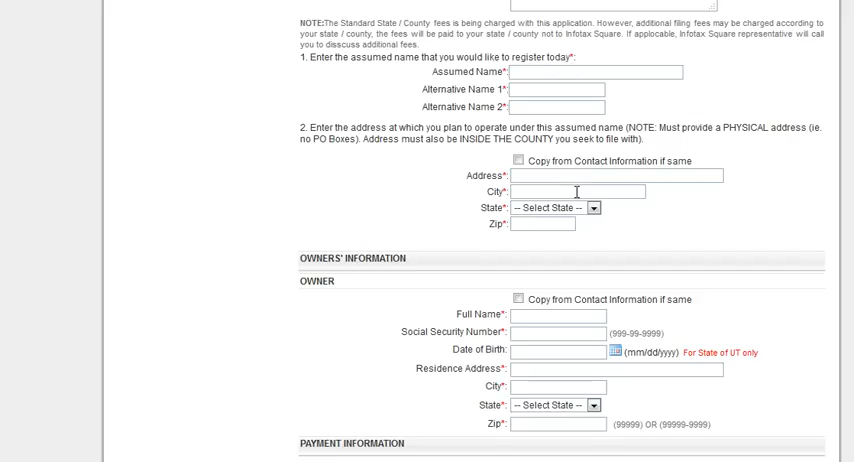 NOTE:The Standard State / County fees is being charged with this application. However, additional filing fees may be charged according to
your state / county, the fees will be paid to your state / county not to Infotax Square. If applocable, Infotax Square representative will call
you to disscuss additional fees.
1. Enter the assumed name that you would like to register today*:
Assumed Name*:
Alternative Name 1*:
Alternative Name 2*:
2. Enter the address at which you plan to operate under this assumed name (NOTE: Must provide a PHYSICAL address (ie.
no PO Boxes). Address must also be INSIDE THE COUNTY you seek to file with).
Copy from Contact Information if same
Address*:
City*:
State*: -- Select State --
Zip*:
OWNERS' INFORMATION
OWNER
Copy from Contact Information if same
Full Name*:
Social Security Number*: (999-99-9999)
Date of Birth: (mm/dd/yyyy) For State of UT only
Residence Address*:
City*:
State*: -- Select State --
Zip*: (99999) OR (99999-9999)
PAYMENT INFORMATION